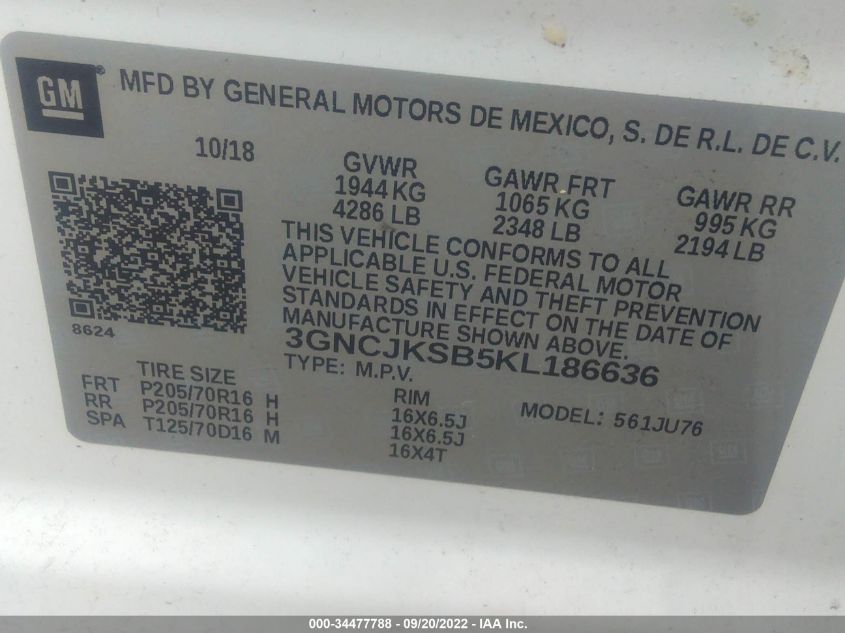 GM®
MFD BY GENERAL MOTORS DE MEXICO, S. DE R.L. DE C.V.
10/18
GVWR
1944 KG
4286 LB
GAWR FRT
1065 KG
2348 LB
GAWR RR
995 KG
2194 LB
THIS VEHICLE CONFORMS TO ALL
APPLICABLE U.S. FEDERAL MOTOR
VEHICLE SAFETY AND THEFT PREVENTION
STANDARDS IN EFFECT ON THE DATE OF
MANUFACTURE SHOWN ABOVE.
8624
3GNCJKSB5KL186636
TYPE: M.P.V.
MODEL: 561JU76
TIRE SIZE
RIM
FRT P205/70R16 H 16X6.5J
RR P205/70R16 H 16X6.5J
SPA T125/70D16 M 16X4T
000-34477788 - 09/20/2022 - IAA Inc.